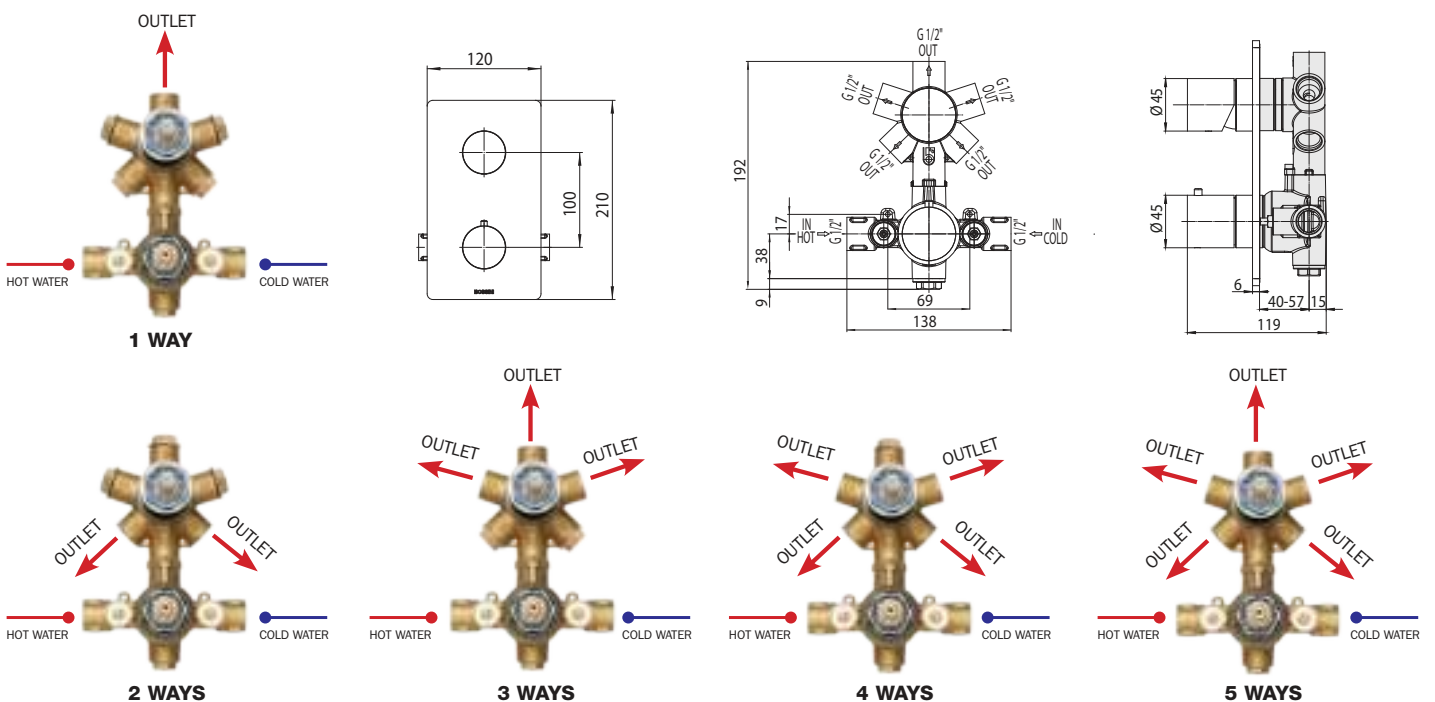 OUTLET
HOT WATER
COLD WATER
1 WAY
120
100
210
G 1/2"
OUT
G 1/2"
OUT
G 1/2"
OUT
G 1/2"
OUT
G 1/2"
OUT
192
17
38
9
IN
HOT
G 1/2"
G 1/2"
IN
COLD
69
138
Ø 45
Ø 45
6
40-57
15
119
OUTLET
OUTLET
HOT WATER
COLD WATER
2 WAYS
OUTLET
OUTLET
OUTLET
HOT WATER
COLD WATER
3 WAYS
OUTLET
OUTLET
OUTLET
OUTLET
HOT WATER
COLD WATER
4 WAYS
OUTLET
OUTLET
OUTLET
OUTLET
OUTLET
HOT WATER
COLD WATER
5 WAYS